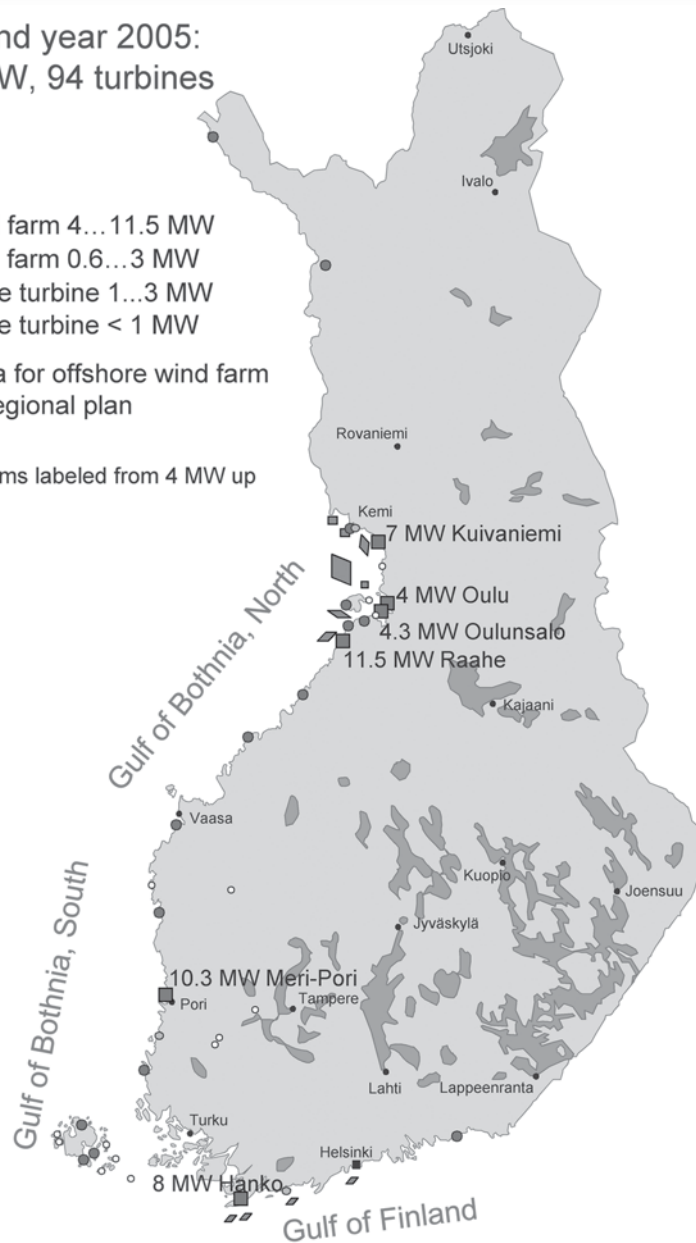 nd year 2005:
W, 94 turbines
farm 4…11.5 MW
farm 0.6…3 MW
e turbine 1...3 MW
e turbine < 1 MW
a for offshore wind farm
egional plan
ms labeled from 4 MW up
Utsjoki
Ivalo
Rovaniemi
Kemi
7 MW Kuivaniemi
4 MW Oulu
4.3 MW Oulunsalo
11.5 MW Raahe
Gulf of Bothnia, North
Kajaani
Vaasa
Kuopio
Joensuu
Jyväskylä
Gulf of Bothnia, South
10.3 MW Meri-Pori
Pori
Tampere
Lahti
Lappeenranta
Turku
Helsinki
8 MW Hanko
Gulf of Finland